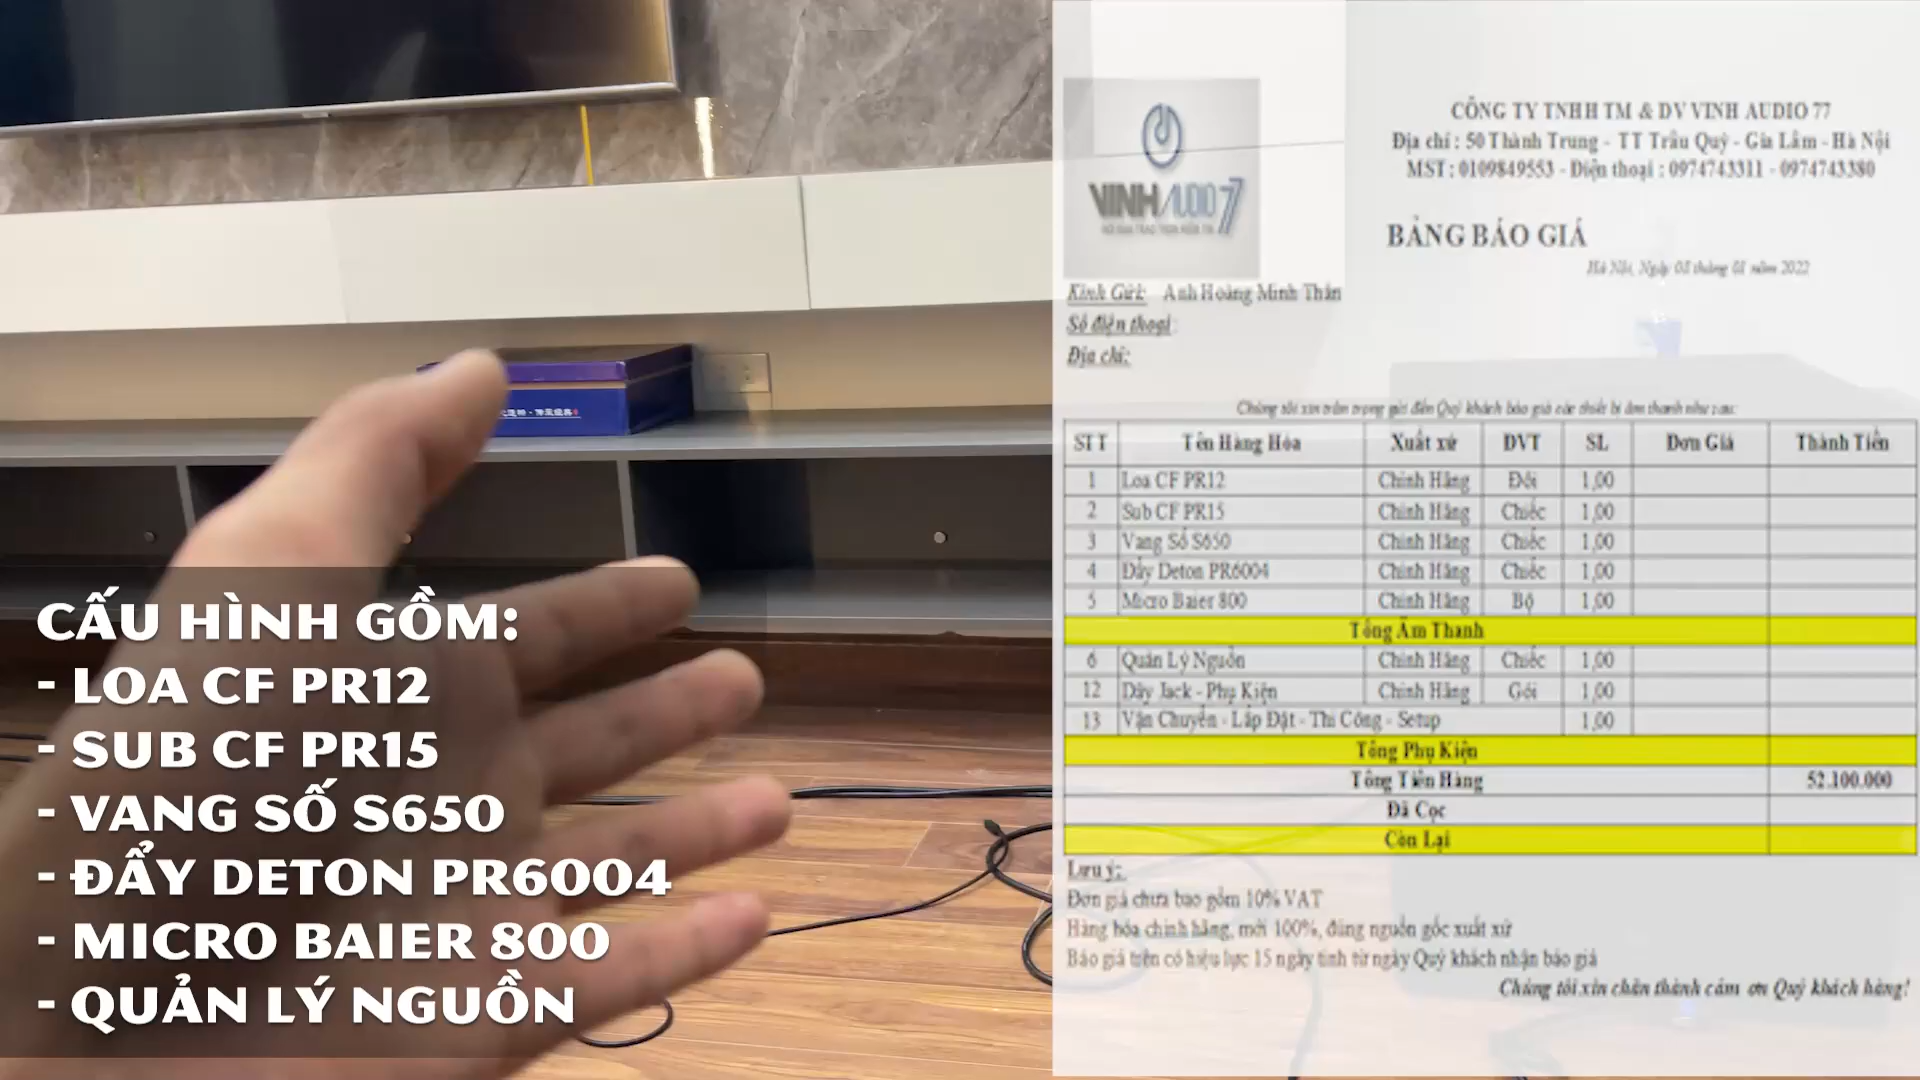 CẤU HÌNH GỒM:
- LOA CF PR12
- SUB CF PR15
- VANG SỐ S650
- ĐẨY DETON PR6004
- MICRO BAIER 800
- QUẢN LÝ NGUỒN
VINH AUDIO 77
CÔNG TY TNHH TM & DV VINH AUDIO 77
Địa chỉ : 50 Thành Trung - TT Trâu Quỳ - Gia Lâm - Hà Nội
MST : 0109849553 - Điện thoại : 0974743311 - 0974743380
BẢNG BÁO GIÁ
Hà Nội, Ngày 08 tháng 01 năm 2022
Kính Gửi: Anh Hoàng Minh Thân
Số điện thoại:
Địa chỉ:
Chúng tôi xin trân trọng gửi đến Quý khách báo giá các thiết bị âm thanh như sau:
STT Tên Hàng Hóa Xuất xứ ĐVT SL Đơn Giá Thành Tiền
1 Loa CF PR12 Chính Hãng Đôi 1,00
2 Sub CF PR15 Chính Hãng Chiếc 1,00
3 Vang Số S650 Chính Hãng Chiếc 1,00
4 Đẩy Deton PR6004 Chính Hãng Chiếc 1,00
5 Micro Baier 800 Chính Hãng Bộ 1,00
Tổng Âm Thanh
6 Quản Lý Nguồn Chính Hãng Chiếc 1,00
12 Dây Jack - Phụ Kiện Chính Hãng Gói 1,00
13 Vận Chuyển - Lắp Đặt - Thi Công - Setup 1,00
Tổng Phụ Kiện
Tổng Tiền Hàng 52.100.000
Đã Cọc
Còn Lại
Lưu ý:
Đơn giá chưa bao gồm 10% VAT
Hàng hóa chính hãng, mới 100%, đúng nguồn gốc xuất xứ
Báo giá trên có hiệu lực 15 ngày tính từ ngày Quý khách nhận báo giá
Chúng tôi xin chân thành cảm ơn Quý khách hàng!